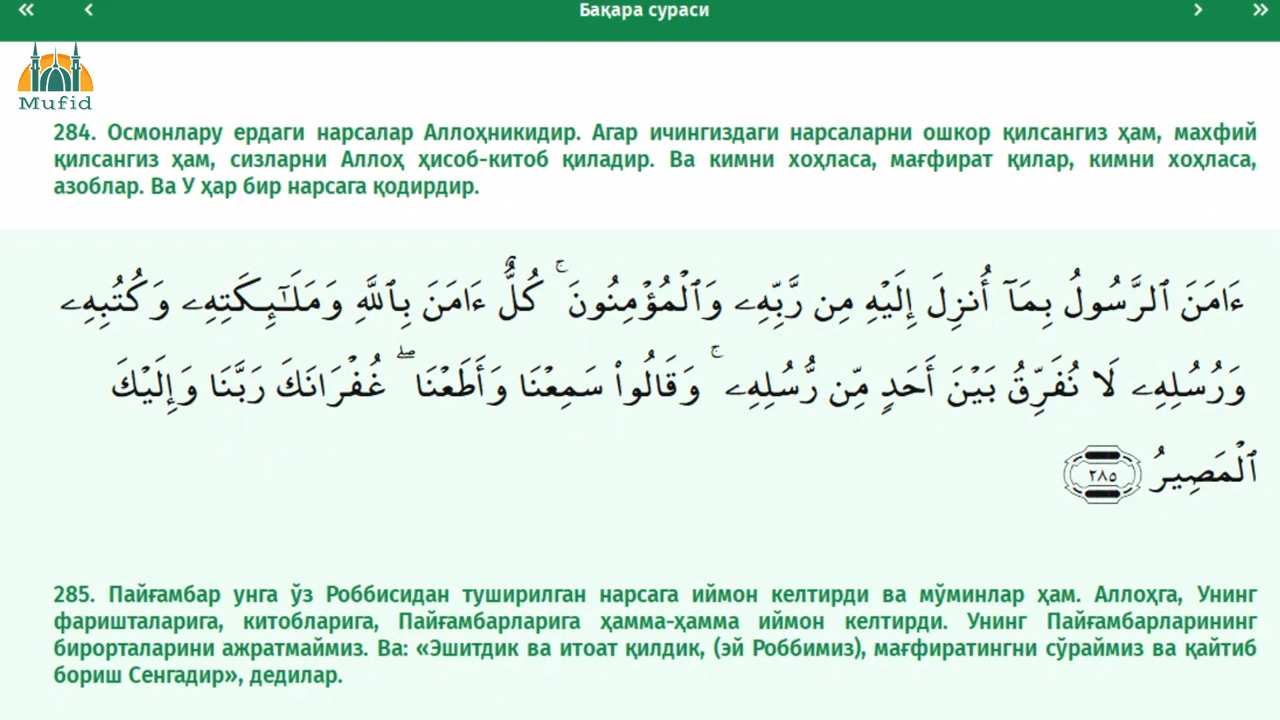 « ‹ Бақара сураси › »
Mufid
284. Осмонлару ердаги нарсалар Аллоҳникидир. Агар ичингиздаги нарсаларни ошкор қилсангиз ҳам, махфий
қилсангиз ҳам, сизларни Аллоҳ ҳисоб-китоб қиладир. Ва кимни хоҳласа, мағфират қилар, кимни хоҳласа,
азоблар. Ва У ҳар бир нарсага қодирдир.
ءَامَنَ ٱلرَّسُولُ بِمَآ أُنزِلَ إِلَيْهِ مِن رَّبِّهِۦ وَٱلْمُؤْمِنُونَ ۚ كُلٌّ ءَامَنَ بِٱللَّهِ وَمَلَـٰٓئِكَتِهِۦ وَكُتُبِهِۦ
وَرُسُلِهِۦ لَا نُفَرِّقُ بَيْنَ أَحَدٍ مِّن رُّسُلِهِۦ ۚ وَقَالُوا۟ سَمِعْنَا وَأَطَعْنَا ۖ غُفْرَانَكَ رَبَّنَا وَإِلَيْكَ
ٱلْمَصِيرُ ٢٨٥
285. Пайғамбар унга ўз Роббисидан туширилган нарсага иймон келтирди ва мўминлар ҳам. Аллоҳга, Унинг
фаришталарига, китобларига, Пайғамбарларига ҳамма-ҳамма иймон келтирди. Унинг Пайғамбарларининг
бирорталарини ажратмаймиз. Ва: «Эшитдик ва итоат қилдик, (эй Роббимиз), мағфиратингни сўраймиз ва қайтиб
бориш Сенгадир», дедилар.